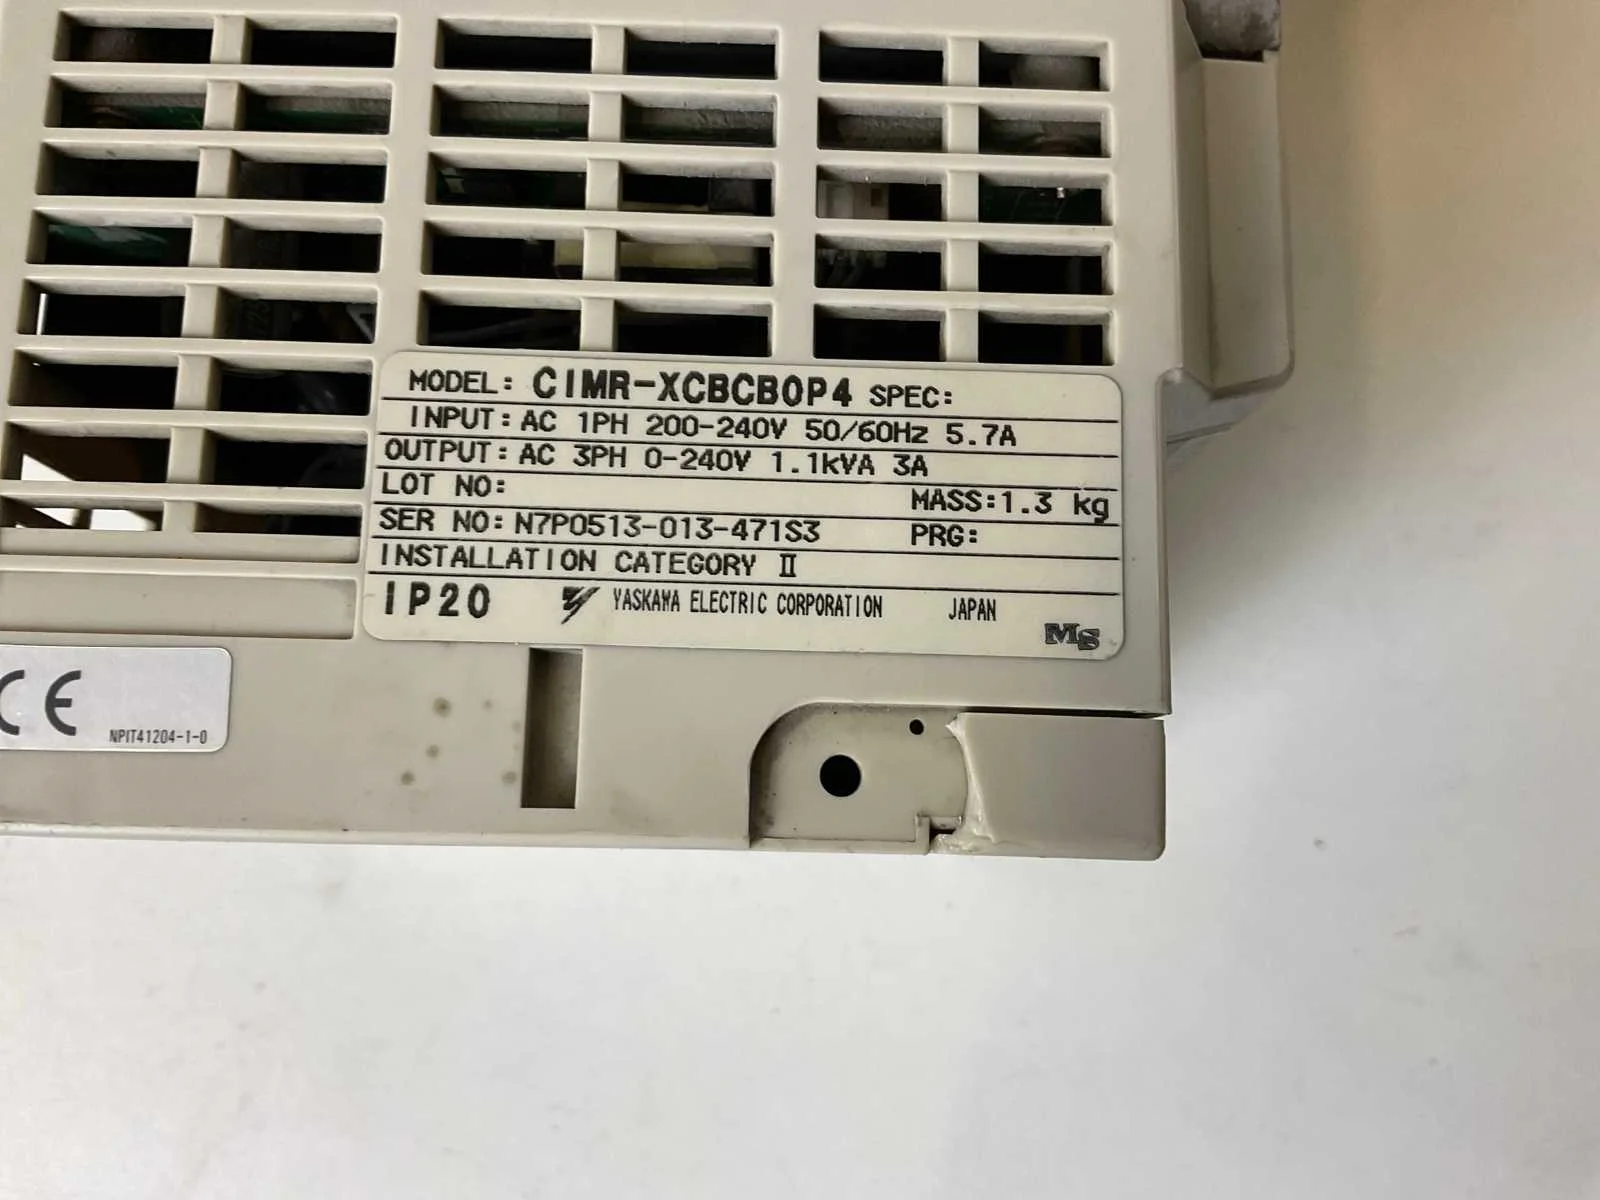 MODEL: CIMR-XCBCB0P4 SPEC:
INPUT: AC 1PH 200-240V 50/60Hz 5.7A
OUTPUT: AC 3PH 0-240V 1.1kVA 3A
LOT NO: MASS:1.3 kg
SER NO: N7P0513-013-471S3 PRG:
INSTALLATION CATEGORY II
IP20 YASKAWA ELECTRIC CORPORATION JAPAN
MS
CE NPIT41204-1-0